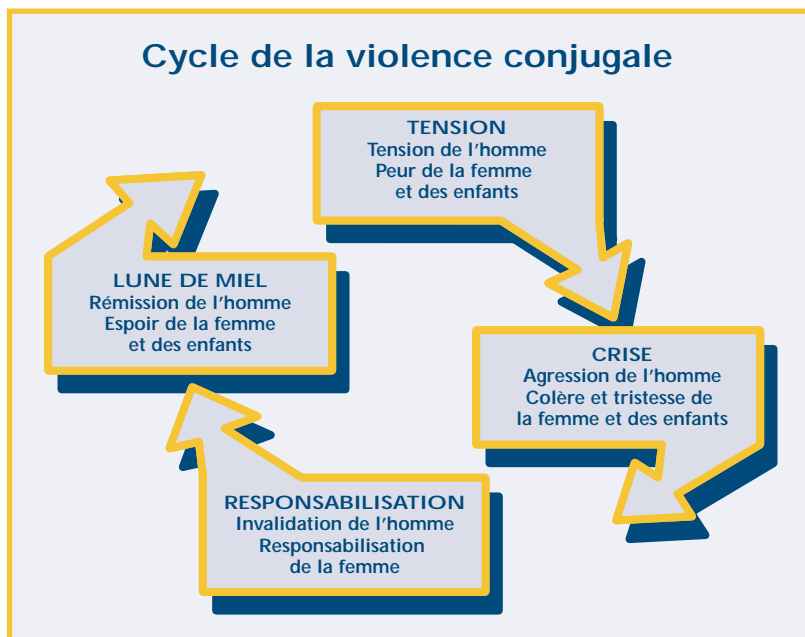 Cycle de la violence conjugale
TENSION
Tension de l'homme
Peur de la femme
et des enfants
CRISE
Agression de l'homme
Colère et tristesse de
la femme et des enfants
RESPONSABILISATION
Invalidation de l'homme
Responsabilisation
de la femme
LUNE DE MIEL
Rémission de l'homme
Espoir de la femme
et des enfants